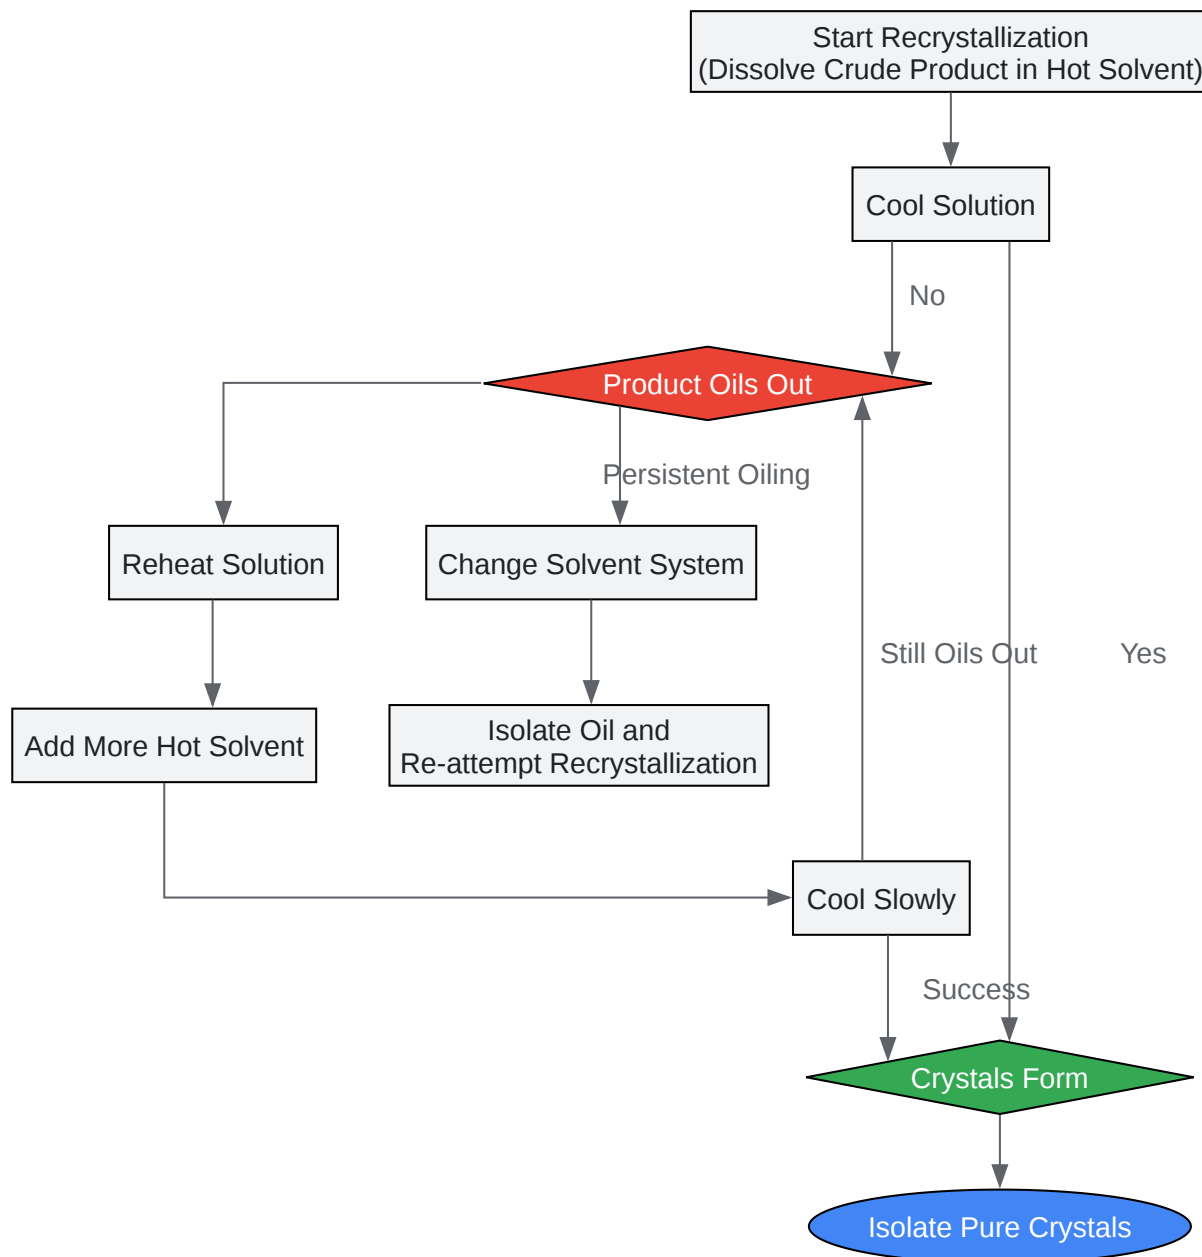 Start Recrystallization
(Dissolve Crude Product in Hot Solvent)
Cool Solution
No
Product Oils Out
Persistent Oiling
Reheat Solution
Change Solvent System
Still Oils Out
Yes
Add More Hot Solvent
Isolate Oil and
Re-attempt Recrystallization
Cool Slowly
Success
Crystals Form
Isolate Pure Crystals